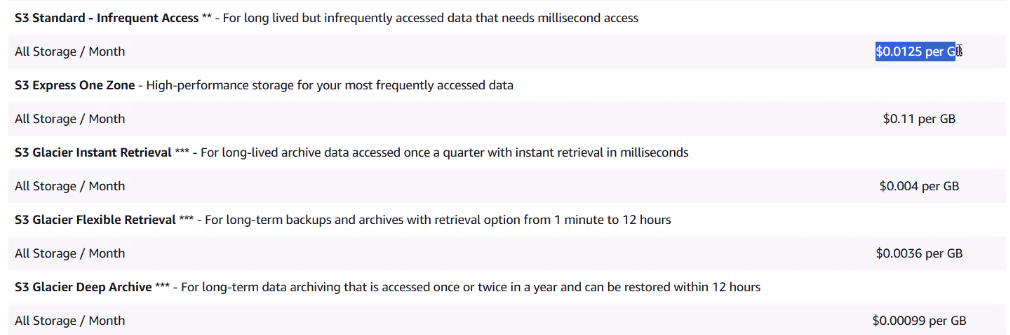 S3 Standard - Infrequent Access ** - For long lived but infrequently accessed data that needs millisecond access
All Storage / Month $0.0125 per GB
S3 Express One Zone - High-performance storage for your most frequently accessed data
All Storage / Month $0.11 per GB
S3 Glacier Instant Retrieval *** - For long-lived archive data accessed once a quarter with instant retrieval in milliseconds
All Storage / Month $0.004 per GB
S3 Glacier Flexible Retrieval *** - For long-term backups and archives with retrieval option from 1 minute to 12 hours
All Storage / Month $0.0036 per GB
S3 Glacier Deep Archive *** - For long-term data archiving that is accessed once or twice in a year and can be restored within 12 hours
All Storage / Month $0.00099 per GB